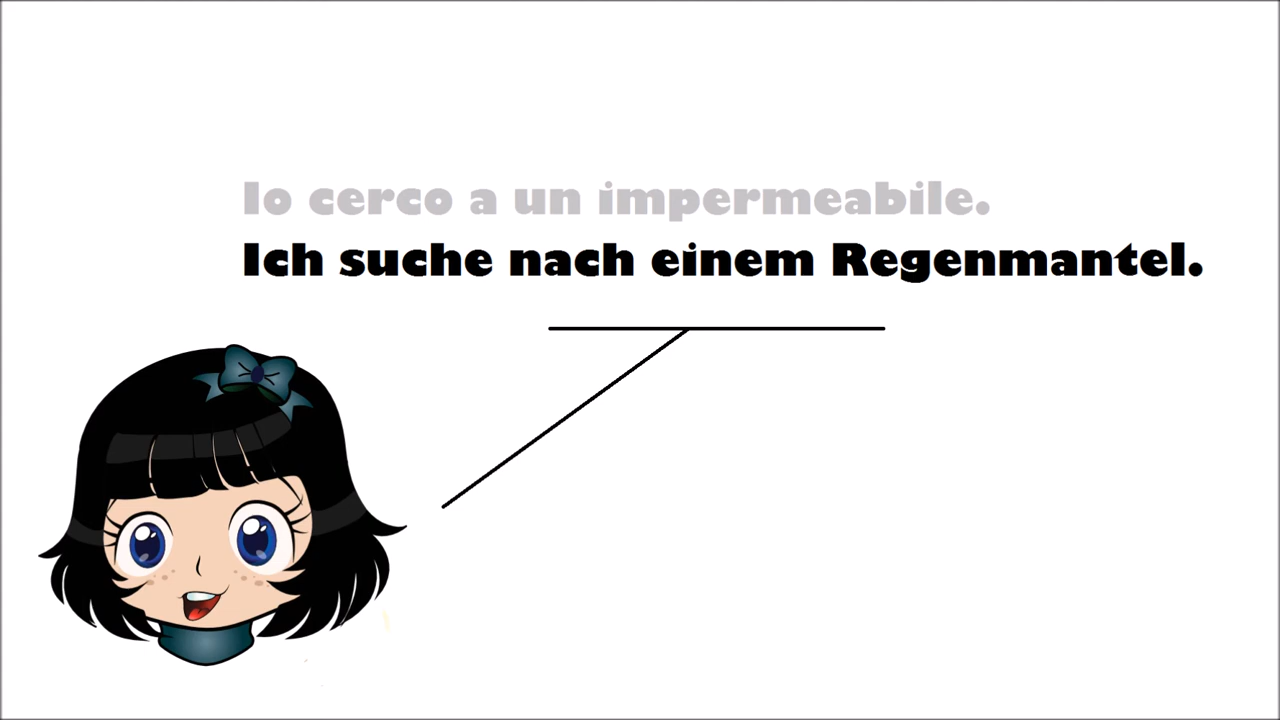 Io cerco a un impermeabile.
Ich suche nach einem Regenmantel.